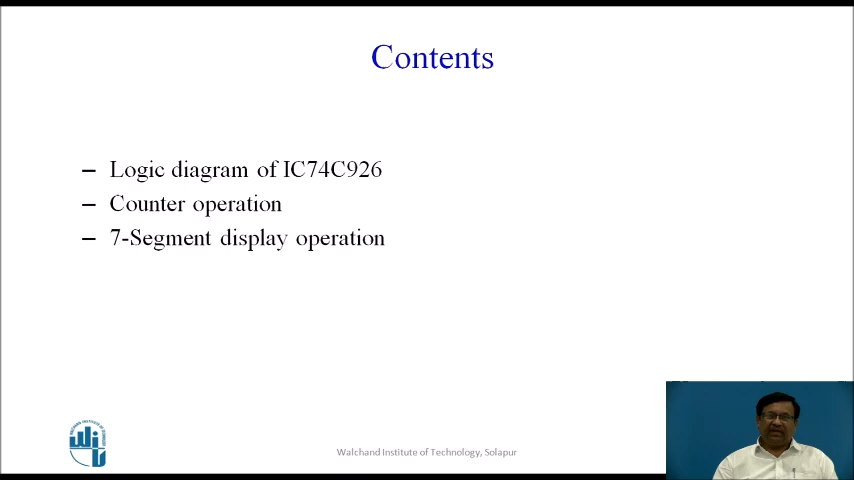 Contents
– Logic diagram of IC74C926
– Counter operation
– 7-Segment display operation
Walchand Institute of Technology, Solapur